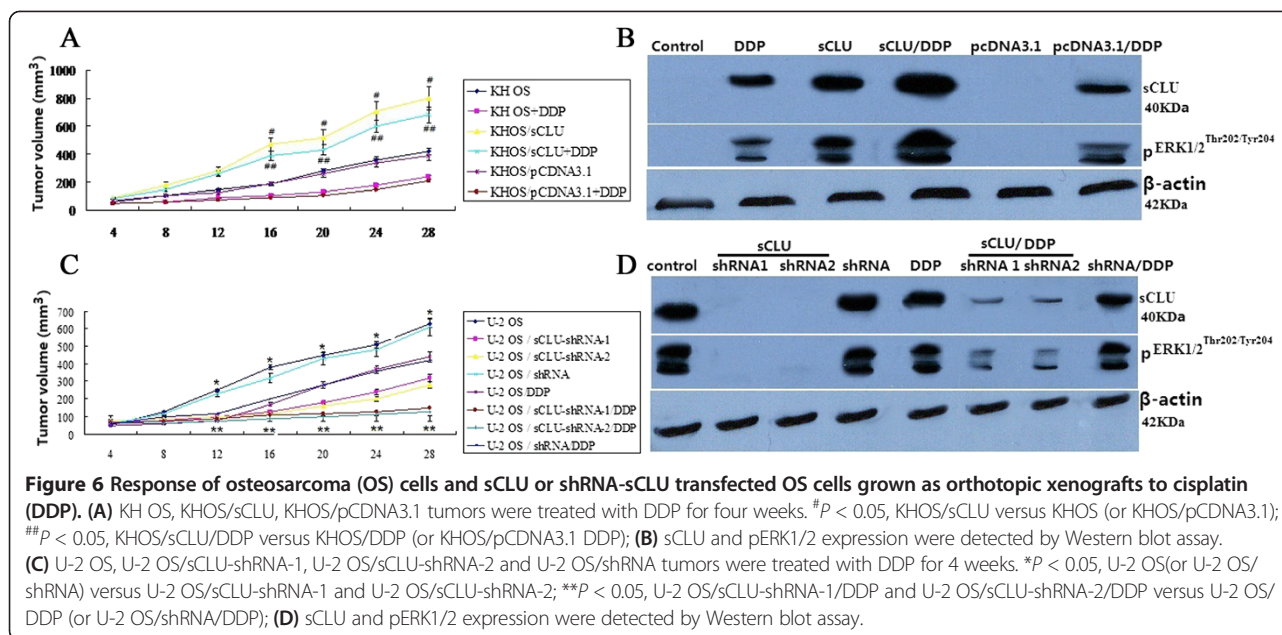 A
Tumor volume (mm³)
1000
800
600
400
200
0
4 8 12 16 20 24 28
# # # #
## ## ## ##
KH OS
KH OS+DDP
KHOS/sCLU
KHOS/sCLU+DDP
KHOS/pCDNA3.1
KHOS/pCDNA3.1+DDP
B
Control DDP sCLU sCLU/DDP pcDNA3.1 pcDNA3.1/DDP
sCLU
40KDa
pERK1/2Thr202/Tyr204
β-actin
42KDa
C
Tumor volume (mm³)
700
600
500
400
300
200
100
0
4 8 12 16 20 24 28
* * * * *
** ** ** ** **
U-2 OS
U-2 OS / sCLU-shRNA-1
U-2 OS / sCLU-shRNA-2
U-2 OS / shRNA
U-2 OS/DDP
U-2 OS / sCLU-shRNA-1/DDP
U-2 OS / sCLU-shRNA-2/DDP
U-2 OS / shRNA/DDP
D
sCLU sCLU/DDP
control shRNA1 shRNA2 shRNA DDP shRNA 1 shRNA2 shRNA/DDP
sCLU
40KDa
pERK1/2Thr202/Tyr204
β-actin
42KDa
Figure 6 Response of osteosarcoma (OS) cells and sCLU or shRNA-sCLU transfected OS cells grown as orthotopic xenografts to cisplatin
(DDP). (A) KH OS, KHOS/sCLU, KHOS/pCDNA3.1 tumors were treated with DDP for four weeks. #P < 0.05, KHOS/sCLU versus KHOS (or KHOS/pCDNA3.1);
##P < 0.05, KHOS/sCLU/DDP versus KHOS/DDP (or KHOS/pCDNA3.1 DDP); (B) sCLU and pERK1/2 expression were detected by Western blot assay.
(C) U-2 OS, U-2 OS/sCLU-shRNA-1, U-2 OS/sCLU-shRNA-2 and U-2 OS/shRNA tumors were treated with DDP for 4 weeks. *P < 0.05, U-2 OS(or U-2 OS/
shRNA) versus U-2 OS/sCLU-shRNA-1 and U-2 OS/sCLU-shRNA-2; **P < 0.05, U-2 OS/sCLU-shRNA-1/DDP and U-2 OS/sCLU-shRNA-2/DDP versus U-2 OS/
DDP (or U-2 OS/shRNA/DDP); (D) sCLU and pERK1/2 expression were detected by Western blot assay.